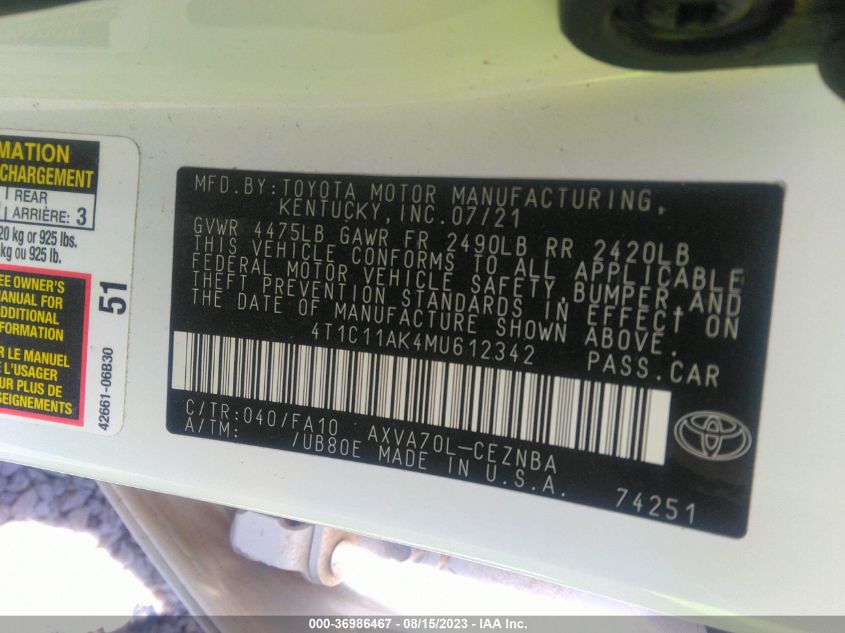 MATION
CHARGEMENT
REAR
ARRIÈRE: 3
20 kg or 925 lbs.
kg ou 925 lb.
EE OWNER'S
MANUAL FOR
ADDITIONAL
R LE MANUEL
L'USAGER
UR PLUS DE
SEIGNEMENTS
51
42661-06B30
MFD.BY:TOYOTA MOTOR MANUFACTURING,
KENTUCKY,INC.07/21
GVWR 4475LB GAWR FR 2490LB RR 2420LB
THIS VEHICLE CONFORMS TO ALL APPLICABLE
FEDERAL MOTOR VEHICLE SAFETY,BUMPER,AND
THEFT PREVENTION STANDARDS IN EFFECT ON
THE DATE OF MANUFACTURE SHOWN ABOVE.
4T1C11AK4MU612342 PASS.CAR
C/TR:040/FA10 AXVA70L-CEZNBA
A/TM: /UB80E MADE IN U.S.A.
74251
000-36986467 - 08/15/2023 - Copyright © IAA, Inc.